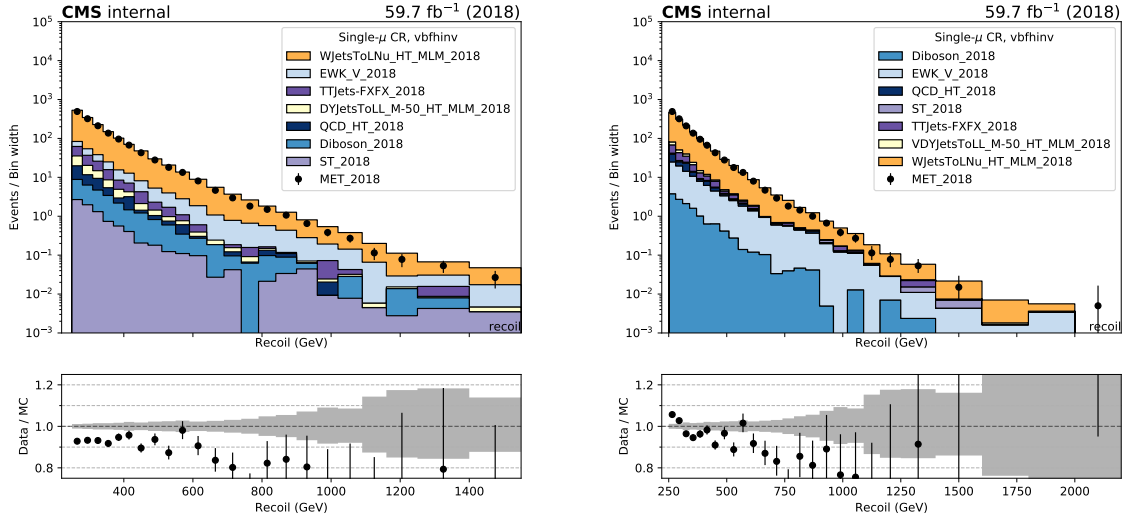 CMS internal 59.7 fb⁻¹ (2018)
Single-μ CR, vbfhinv
WJetsToLNu_HT_MLM_2018
EWK_V_2018
TTJets-FXFX_2018
DYJetsToLL_M-50_HT_MLM_2018
QCD_HT_2018
Diboson_2018
ST_2018
MET_2018
Events / Bin width
10⁵
10⁴
10³
10²
10¹
10⁰
10⁻¹
10⁻²
10⁻³
recoil
Recoil (GeV)
Data / MC
1.2
1.0
0.8
400 600 800 1000 1200 1400
Recoil (GeV)
CMS internal 59.7 fb⁻¹ (2018)
Single-μ CR, vbfhinv
Diboson_2018
EWK_V_2018
QCD_HT_2018
ST_2018
TTJets-FXFX_2018
VDYJetsToLL_M-50_HT_MLM_2018
WJetsToLNu_HT_MLM_2018
MET_2018
Events / Bin width
10⁵
10⁴
10³
10²
10¹
10⁰
10⁻¹
10⁻²
10⁻³
recoil
Recoil (GeV)
Data / MC
1.2
1.0
0.8
250 500 750 1000 1250 1500 1750 2000
Recoil (GeV)